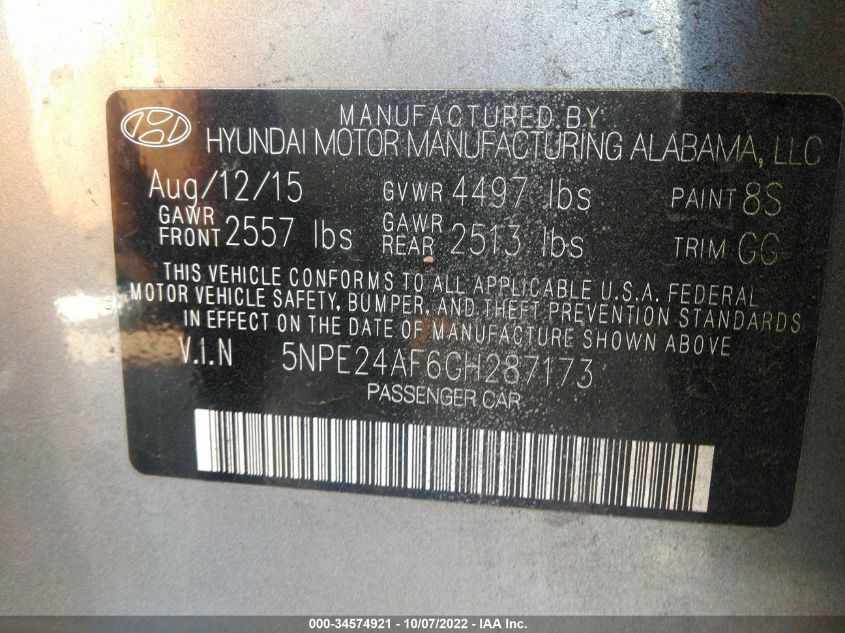 MANUFACTURED BY
HYUNDAI MOTOR MANUFACTURING ALABAMA, LLC
Aug/12/15 GVWR 4497 lbs PAINT 8S
GAWR FRONT 2557 lbs GAWR REAR 2513 lbs TRIM GG
THIS VEHICLE CONFORMS TO ALL APPLICABLE U.S.A. FEDERAL
MOTOR VEHICLE SAFETY, BUMPER, AND THEFT PREVENTION STANDARDS
IN EFFECT ON THE DATE OF MANUFACTURE SHOWN ABOVE
V.I.N 5NPE24AF6GH287173
PASSENGER CAR
000-34574921 - 10/07/2022 - IAA Inc.